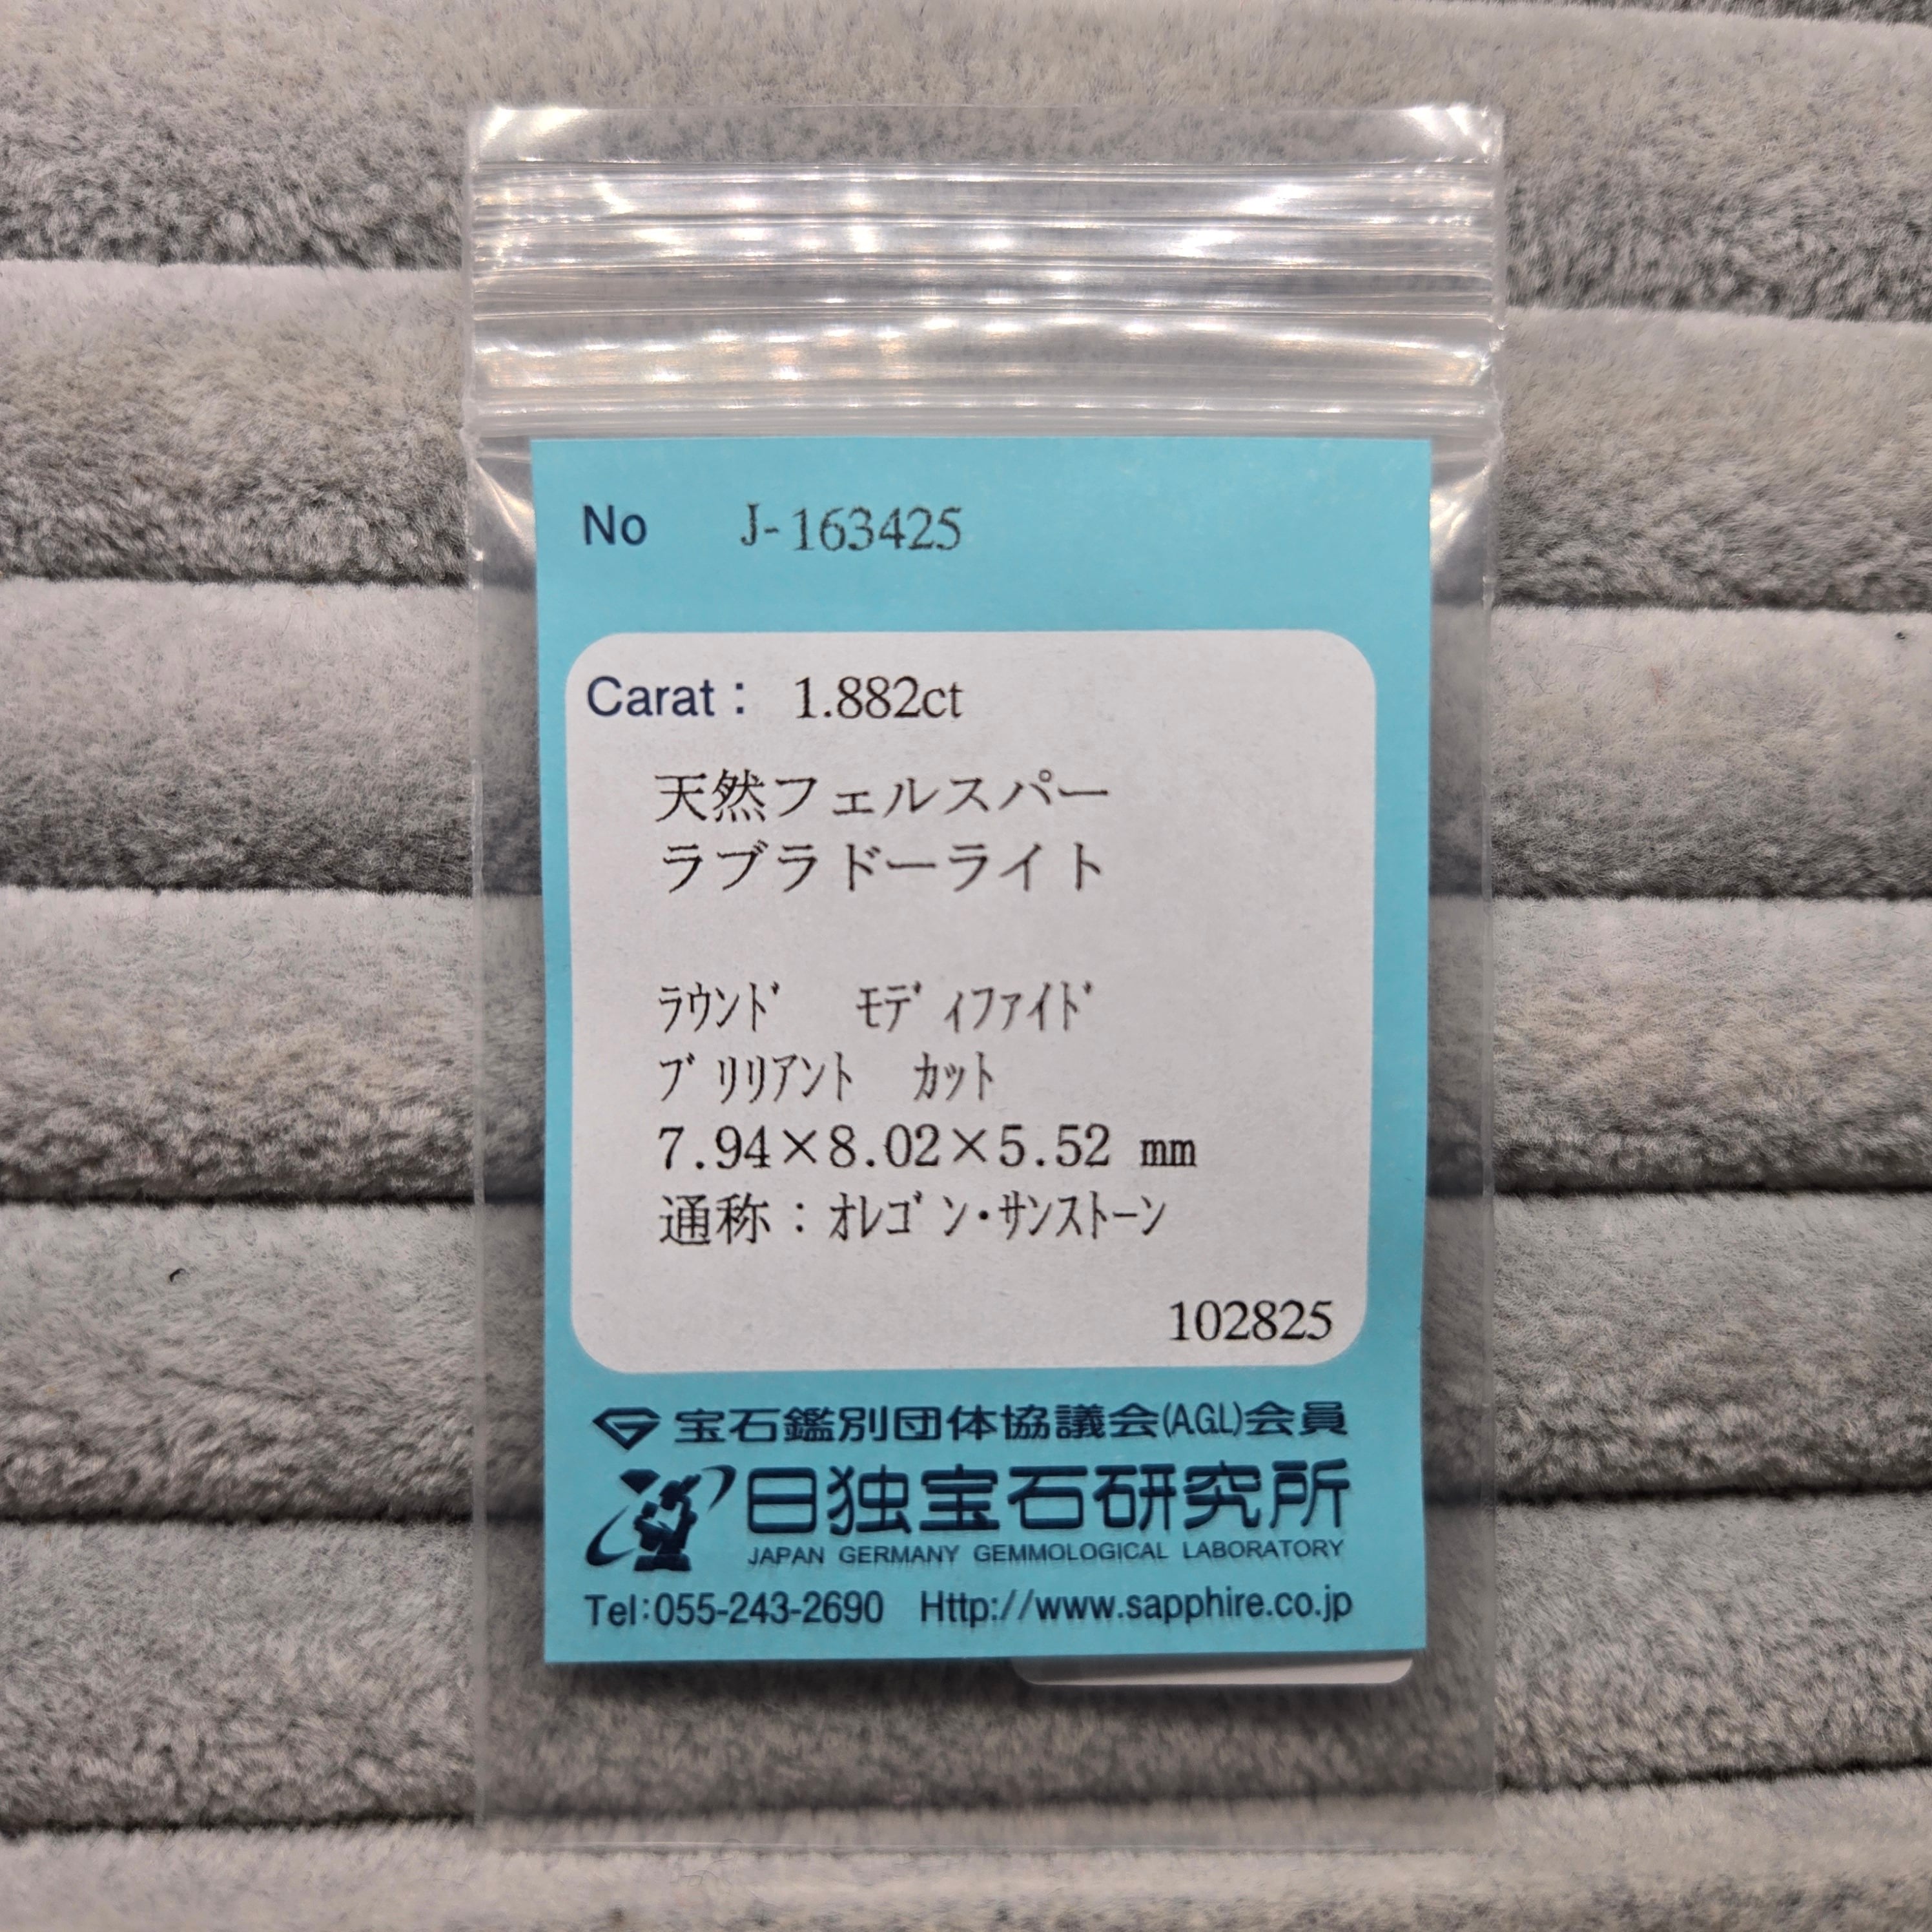 No J-163425
Carat： 1.882ct
天然フェルスパー
ラブラドーライト
ﾗｳﾝﾄﾞ ﾓﾃﾞｨﾌｧｲﾄﾞ
ﾌﾞﾘﾘｱﾝﾄ ｶｯﾄ
7.94×8.02×5.52 mm
通称：ｵﾚｺﾞﾝ・ｻﾝｽﾄｰﾝ
102825
宝石鑑別団体協議会(AGL)会員
日独宝石研究所
JAPAN GERMANY GEMMOLOGICAL LABORATORY
Tel:055-243-2690 Http://www.sapphire.co.jp